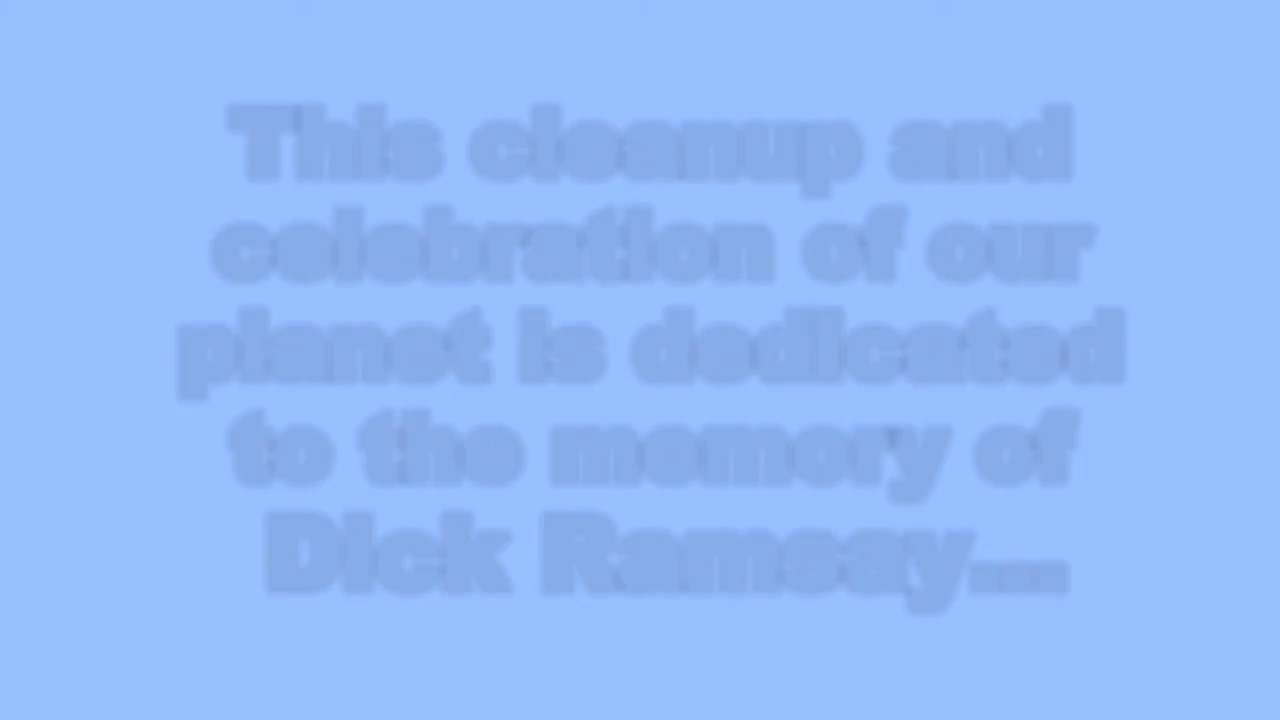 This cleanup and
celebration of our
planet is dedicated
to the memory of
Dick Ramsay...